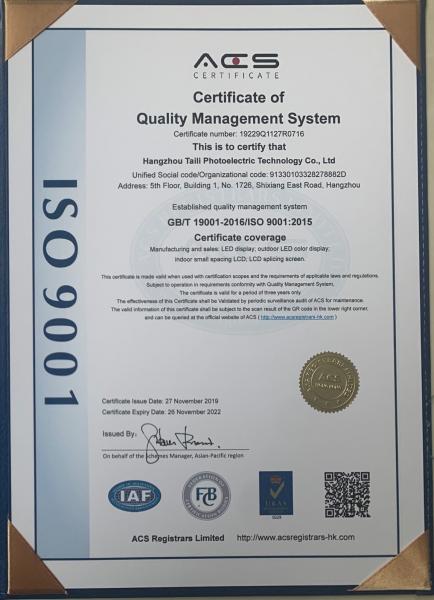 ACS
CERTIFICATE
Certificate of
Quality Management System
Certificate number: 19229Q1127R0716
This is to certify that
Hangzhou Taili Photoelectric Technology Co., Ltd
Unified Social code/Organizational code: 91330103328278882D
Address: 5th Floor, Building 1, No. 1726, Shixiang East Road, Hangzhou
Established quality management system
GB/T 19001-2016/ISO 9001:2015
Certificate coverage
Manufacturing and sales: LED display; outdoor LED color display;
indoor small spacing LCD; LCD splicing screen.
This certificate is made valid when used with certification scopes and the requirements of applicable laws and regulations.
Subject to operation in requirements conformity with Quality Management System,
The certificate is valid for a period of three years only.
The effectiveness of this Certificate shall be Validated by periodic surveillance audit of ACS for maintenance.
The valid information of this certificate shall be subject to the scan result of the QR code in the lower right corner,
and can be queried at the official website of ACS ( http://www.acsregistrars-hk.com )
ISO 9001
ACS
Certificate Issue Date: 27 November 2019
Certificate Expiry Date: 26 November 2022
Issued By:
On behalf of the Schemes Manager, Asian-Pacific region
IAF
FCB
UKAS
ACS Registrars Limited http://www.acsregistrars-hk.com